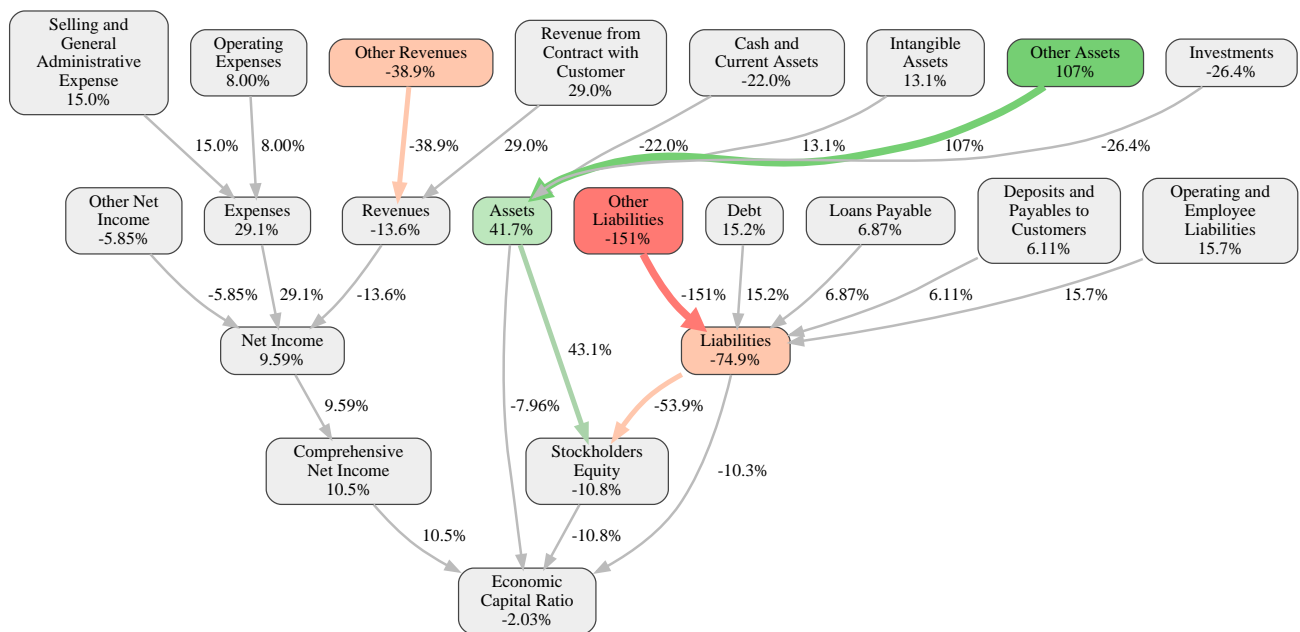 Selling and
General
Administrative
Expense
15.0%
Operating
Expenses
8.00%
Other Revenues
-38.9%
Revenue from
Contract with
Customer
29.0%
Cash and
Current Assets
-22.0%
Intangible
Assets
13.1%
Other Assets
107%
Investments
-26.4%
15.0%
8.00%
-38.9%
29.0%
-22.0%
13.1%
107%
-26.4%
Other Net
Income
-5.85%
Expenses
29.1%
Revenues
-13.6%
Assets
41.7%
Other
Liabilities
-151%
Debt
15.2%
Loans Payable
6.87%
Deposits and
Payables to
Customers
6.11%
Operating and
Employee
Liabilities
15.7%
-5.85%
29.1%
-13.6%
-151%
15.2%
6.87%
6.11%
15.7%
Net Income
9.59%
43.1%
Liabilities
-74.9%
9.59%
-7.96%
-53.9%
Comprehensive
Net Income
10.5%
Stockholders
Equity
-10.8%
-10.3%
10.5%
-10.8%
Economic
Capital Ratio
-2.03%